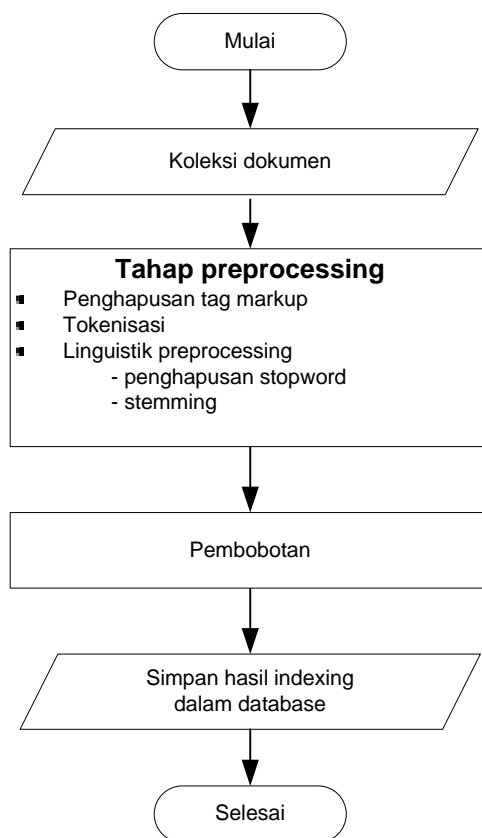 Mulai
Koleksi dokumen
Tahap preprocessing
Penghapusan tag markup
Tokenisasi
Linguistik preprocessing
- penghapusan stopword
- stemming
Pembobotan
Simpan hasil indexing
dalam database
Selesai